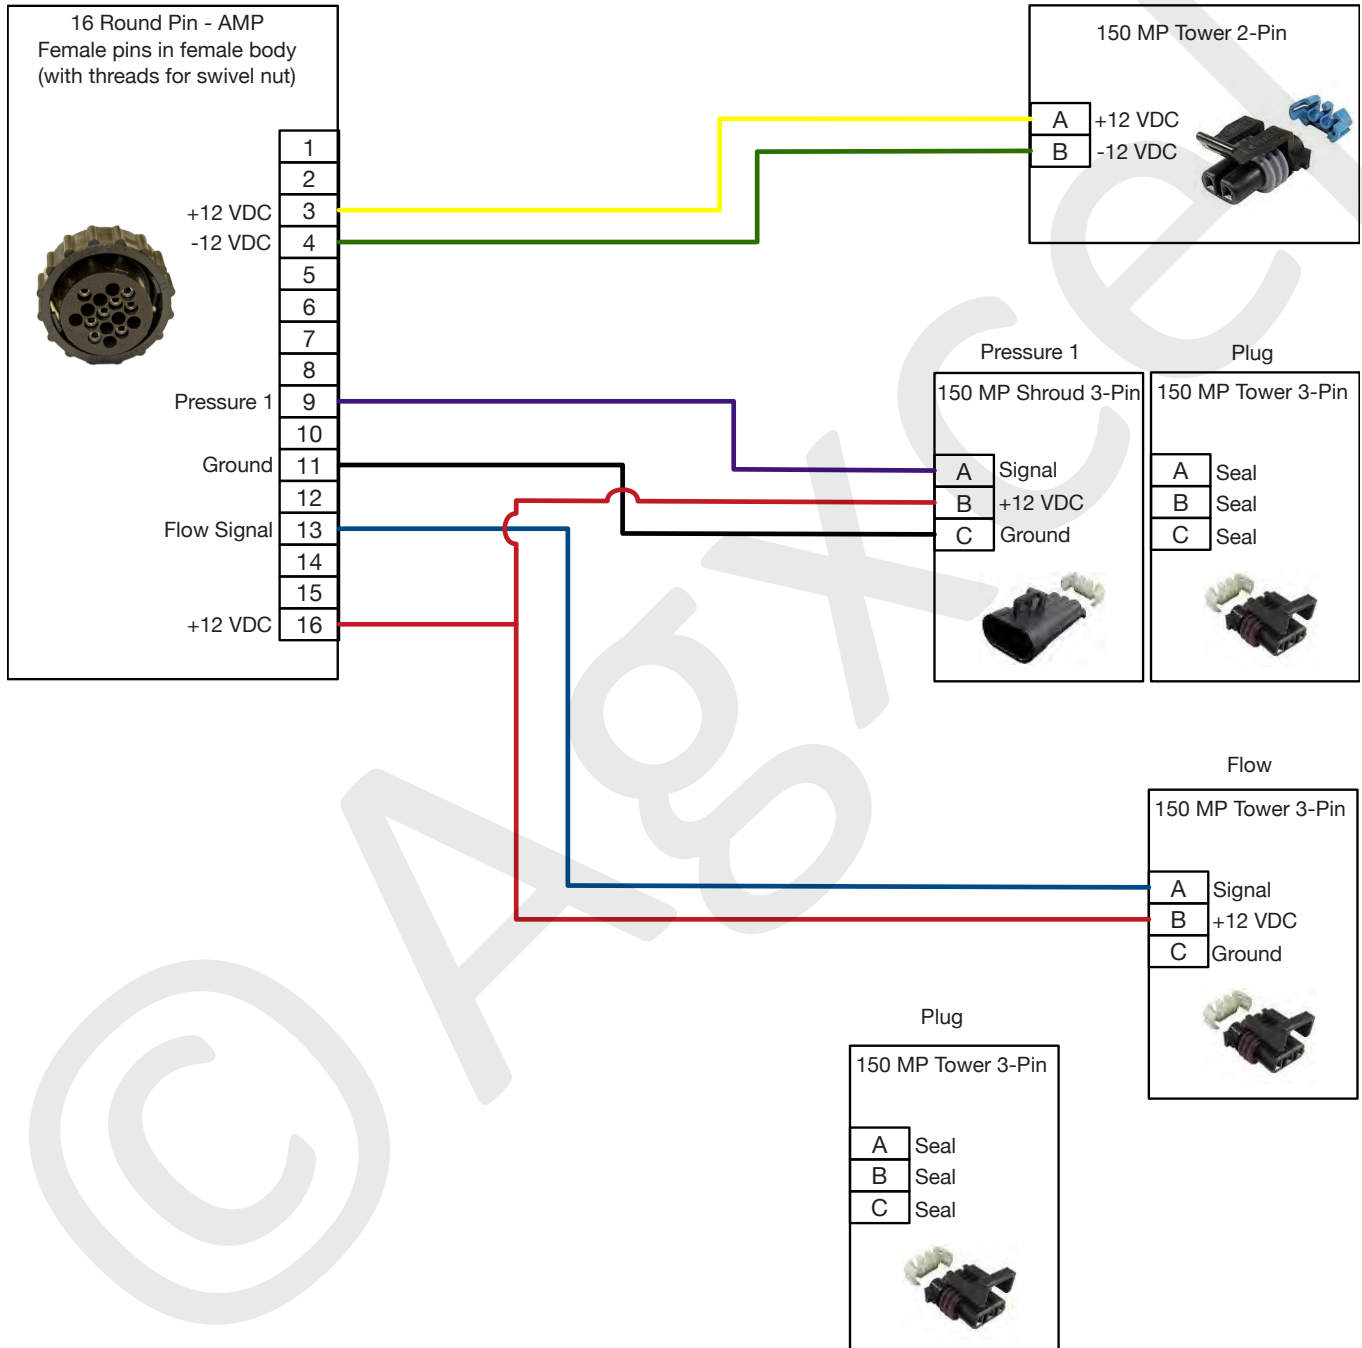 16 Round Pin - AMP
Female pins in female body
(with threads for swivel nut)
1
2
+12 VDC 3
-12 VDC 4
5
6
7
8
Pressure 1 9
10
Ground 11
12
Flow Signal 13
14
15
+12 VDC 16
150 MP Tower 2-Pin
A +12 VDC
B -12 VDC
Pressure 1
150 MP Shroud 3-Pin
A Signal
B +12 VDC
C Ground
Plug
150 MP Tower 3-Pin
A Seal
B Seal
C Seal
Flow
150 MP Tower 3-Pin
A Signal
B +12 VDC
C Ground
Plug
150 MP Tower 3-Pin
A Seal
B Seal
C Seal
©Agxcel